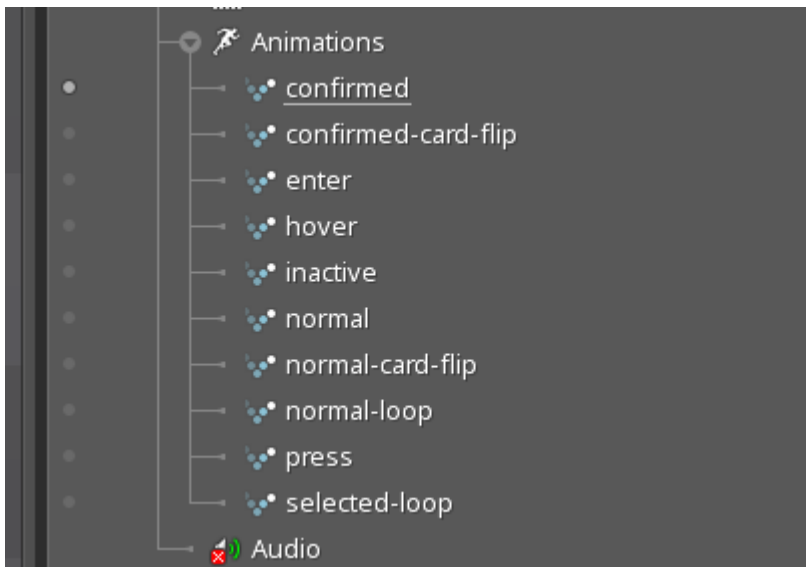 Animations
confirmed
confirmed-card-flip
enter
hover
inactive
normal
normal-card-flip
normal-loop
press
selected-loop
Audio